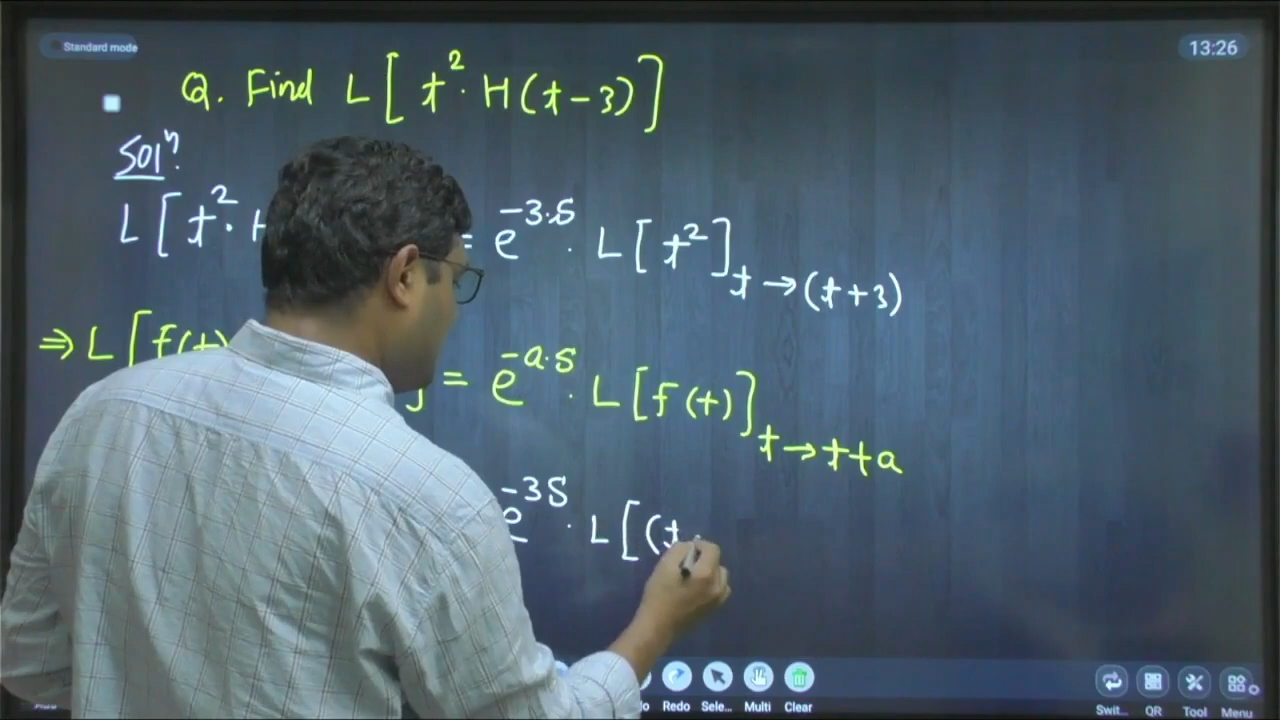 Standard mode
13:26
Q. Find L[t²·H(t-3)]
Solⁿ:
L[t²· = e^{-3·s}·L[t²]_{t→(t+3)}
⇒ L[f(t) ] = e^{-a·s}·L[f(t)]_{t→t+a}
e^{-3s}·L[(t
Redo Sele... Multi Clear Swit... QR Tool Menu